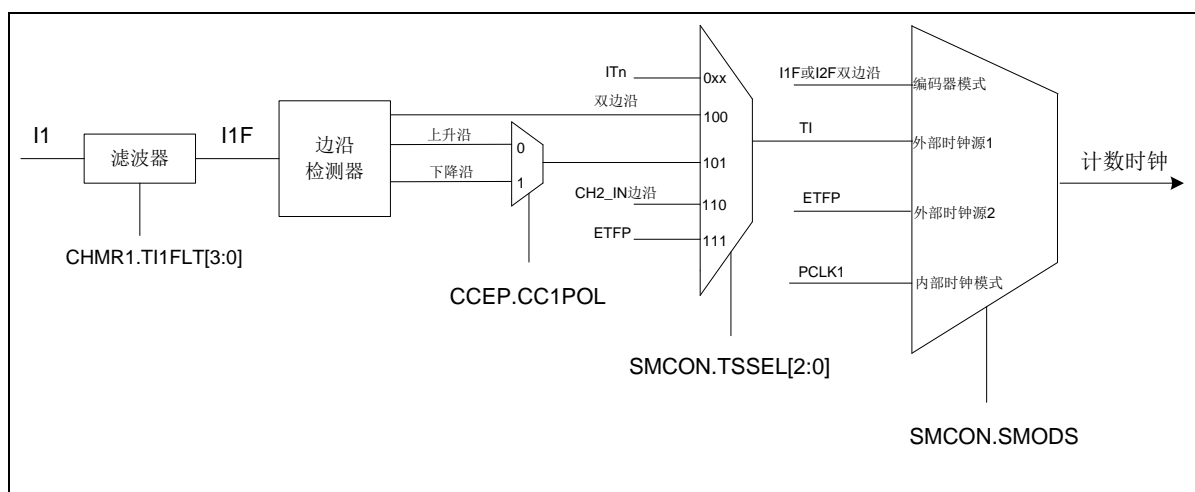 I1
滤波器
CHMR1.TI1FLT[3:0]
I1F
边沿
检测器
双边沿
上升沿
下降沿
0
1
CCEP.CC1POL
ITn
CH2_IN边沿
ETFP
0xx
100
101
110
111
SMCON.TSSEL[2:0]
I1F或I2F双边沿
TI
ETFP
PCLK1
编码器模式
外部时钟源1
外部时钟源2
内部时钟模式
SMCON.SMODS
计数时钟